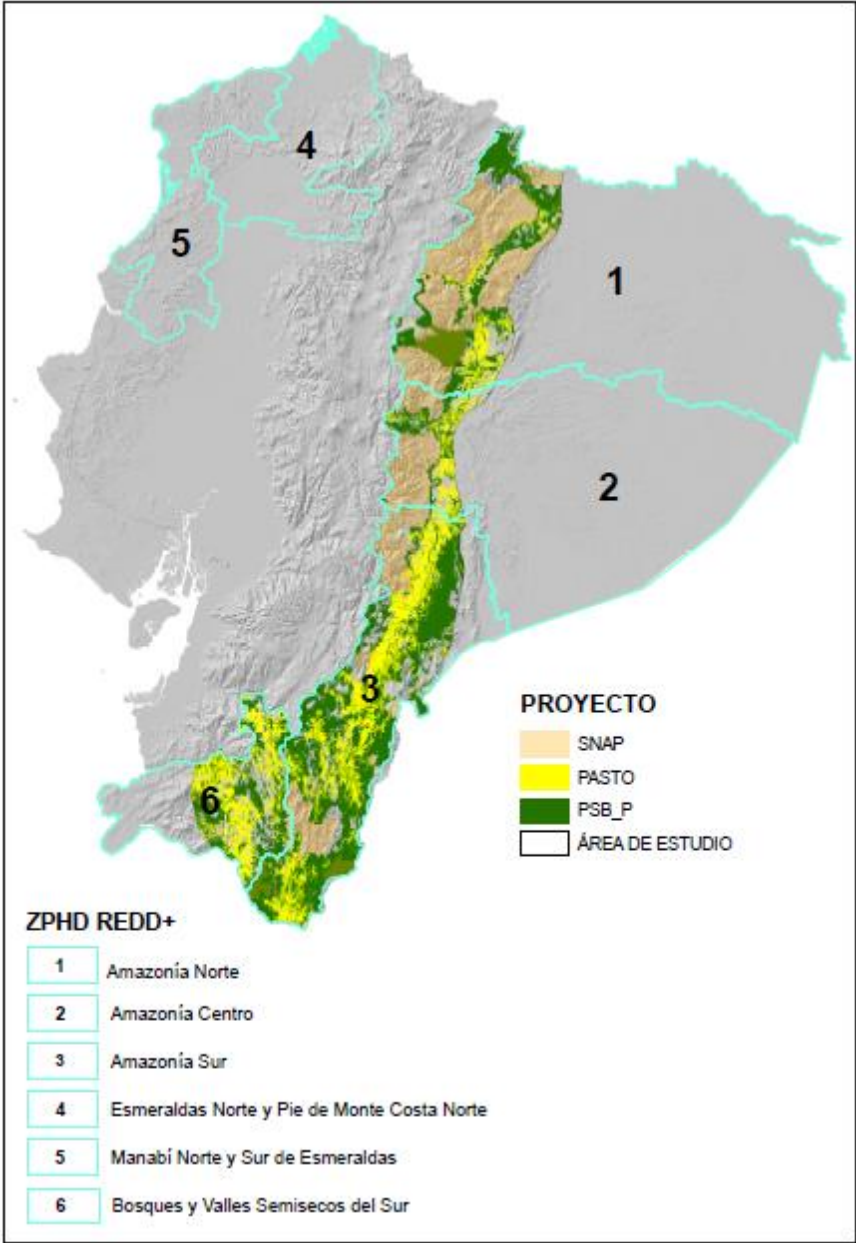 4
5
1
2
3
6
PROYECTO
SNAP
PASTO
PSB_P
ÁREA DE ESTUDIO
ZPHD REDD+
1 Amazonía Norte
2 Amazonía Centro
3 Amazonía Sur
4 Esmeraldas Norte y Pie de Monte Costa Norte
5 Manabí Norte y Sur de Esmeraldas
6 Bosques y Valles Semisecos del Sur